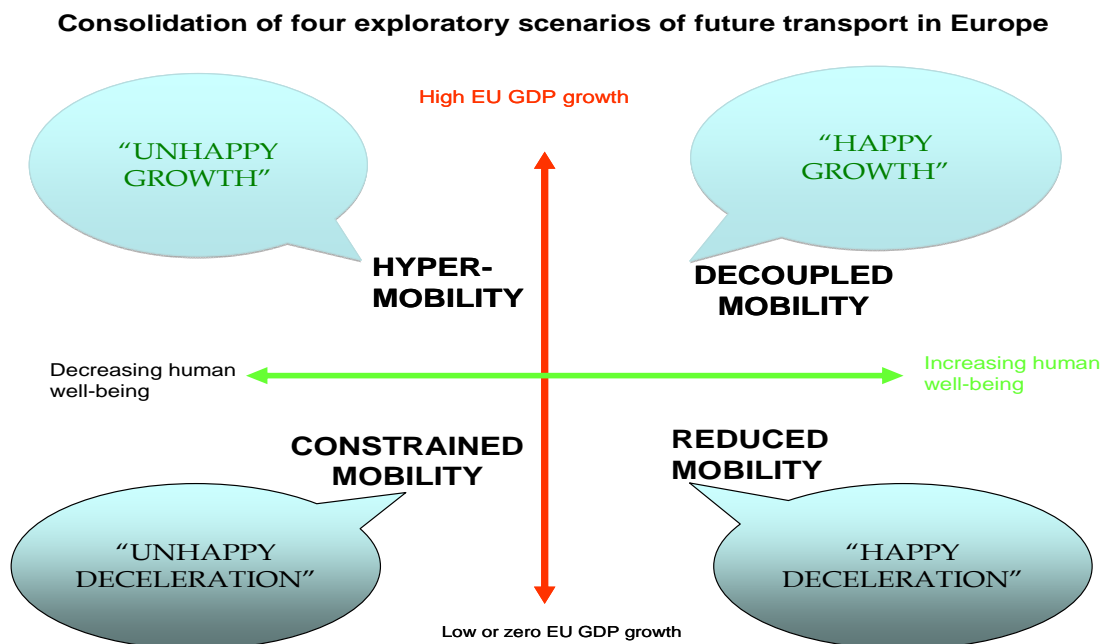 Consolidation of four exploratory scenarios of future transport in Europe
High EU GDP growth
“UNHAPPY
GROWTH”
“HAPPY
GROWTH”
HYPER-
MOBILITY
DECOUPLED
MOBILITY
Decreasing human
well-being
Increasing human
well-being
CONSTRAINED
MOBILITY
REDUCED
MOBILITY
“UNHAPPY
DECELERATION”
“HAPPY
DECELERATION”
Low or zero EU GDP growth